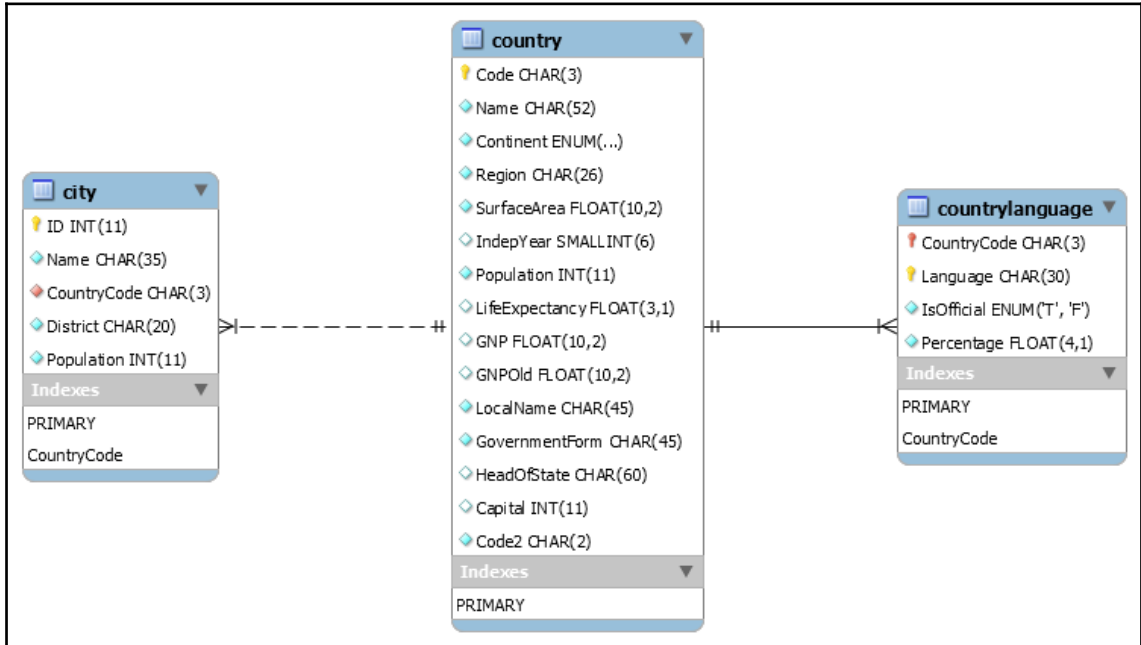 city
ID INT(11)
Name CHAR(35)
CountryCode CHAR(3)
District CHAR(20)
Population INT(11)
Indexes
PRIMARY
CountryCode
country
Code CHAR(3)
Name CHAR(52)
Continent ENUM(...)
Region CHAR(26)
SurfaceArea FLOAT(10,2)
IndepYear SMALLINT(6)
Population INT(11)
LifeExpectancy FLOAT(3,1)
GNP FLOAT(10,2)
GNPOld FLOAT(10,2)
LocalName CHAR(45)
GovernmentForm CHAR(45)
HeadOfState CHAR(60)
Capital INT(11)
Code2 CHAR(2)
Indexes
PRIMARY
countrylanguage
CountryCode CHAR(3)
Language CHAR(30)
IsOfficial ENUM('T', 'F')
Percentage FLOAT(4,1)
Indexes
PRIMARY
CountryCode